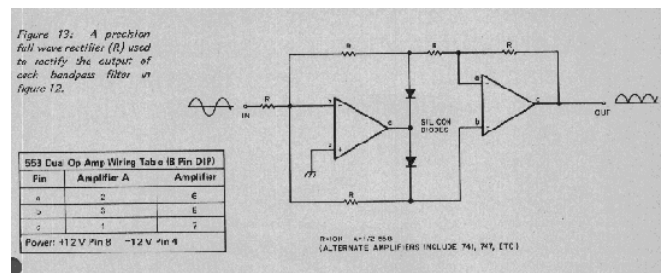 Figure 13: A precision
full wave rectifier (R) used
to rectify the output of
each bandpass filter in
figure 12.
R
R
R
R
IN
a
b
c
SILICON
DIODES
OUT
R
553 Dual Op Amp Wiring Table (8 Pin DIP)
Pin Amplifier A Amplifier
a 2 6
b 3 5
c 1 7
Power: +12 V Pin 8 -12 V Pin 4
(ALTERNATE AMPLIFIERS INCLUDE 741, 747, ETC)